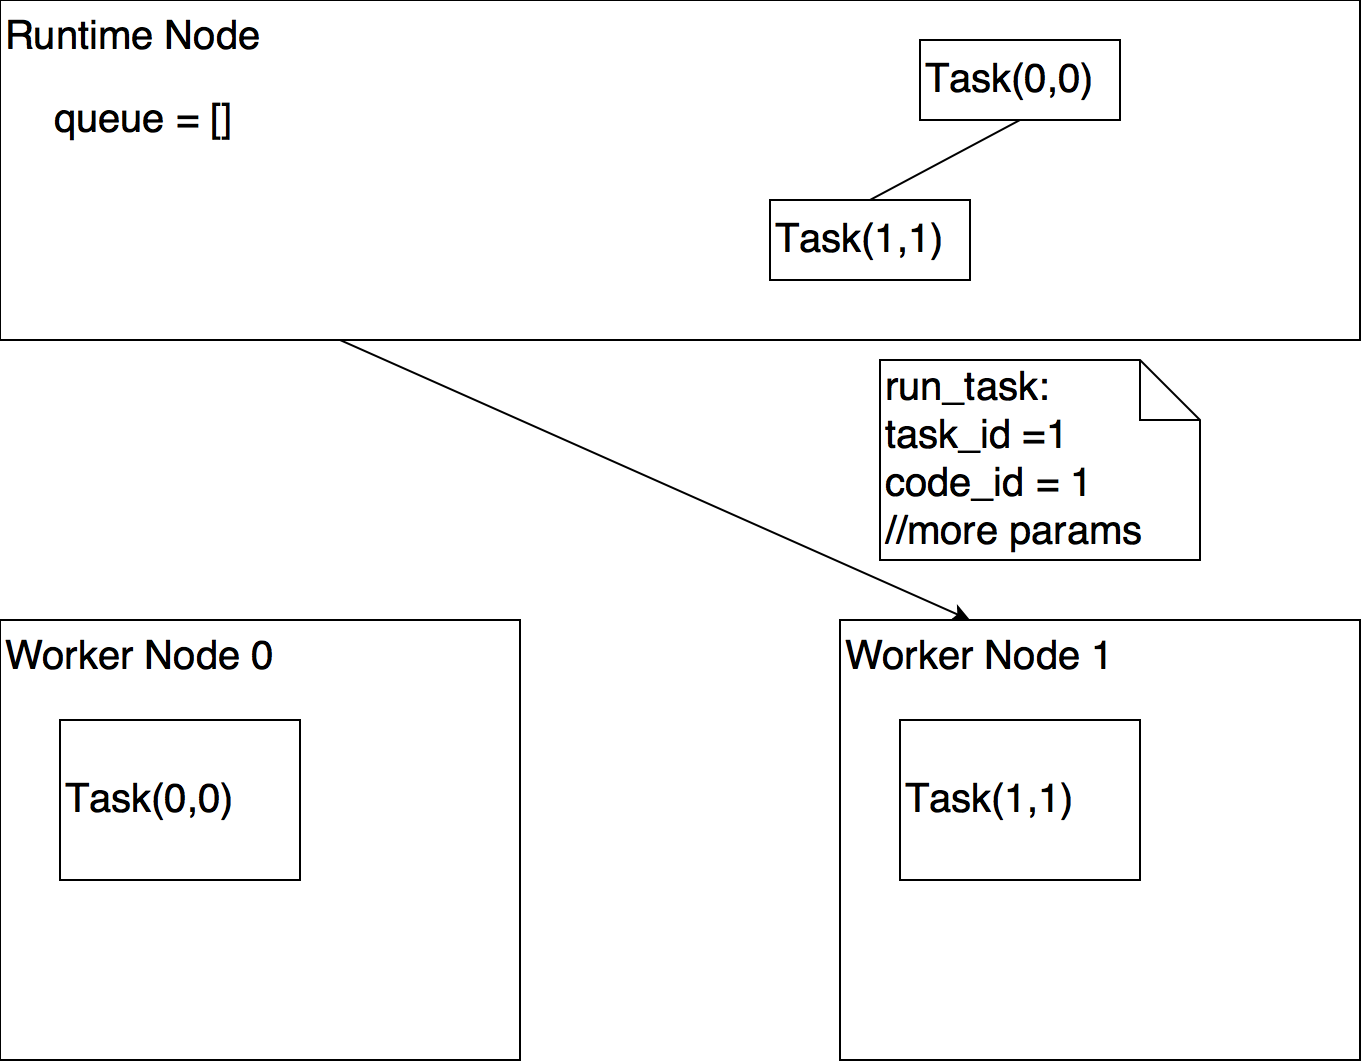 Runtime Node
queue = []
Task(0,0)
Task(1,1)
run_task:
task_id =1
code_id = 1
//more params
Worker Node 0
Task(0,0)
Worker Node 1
Task(1,1)